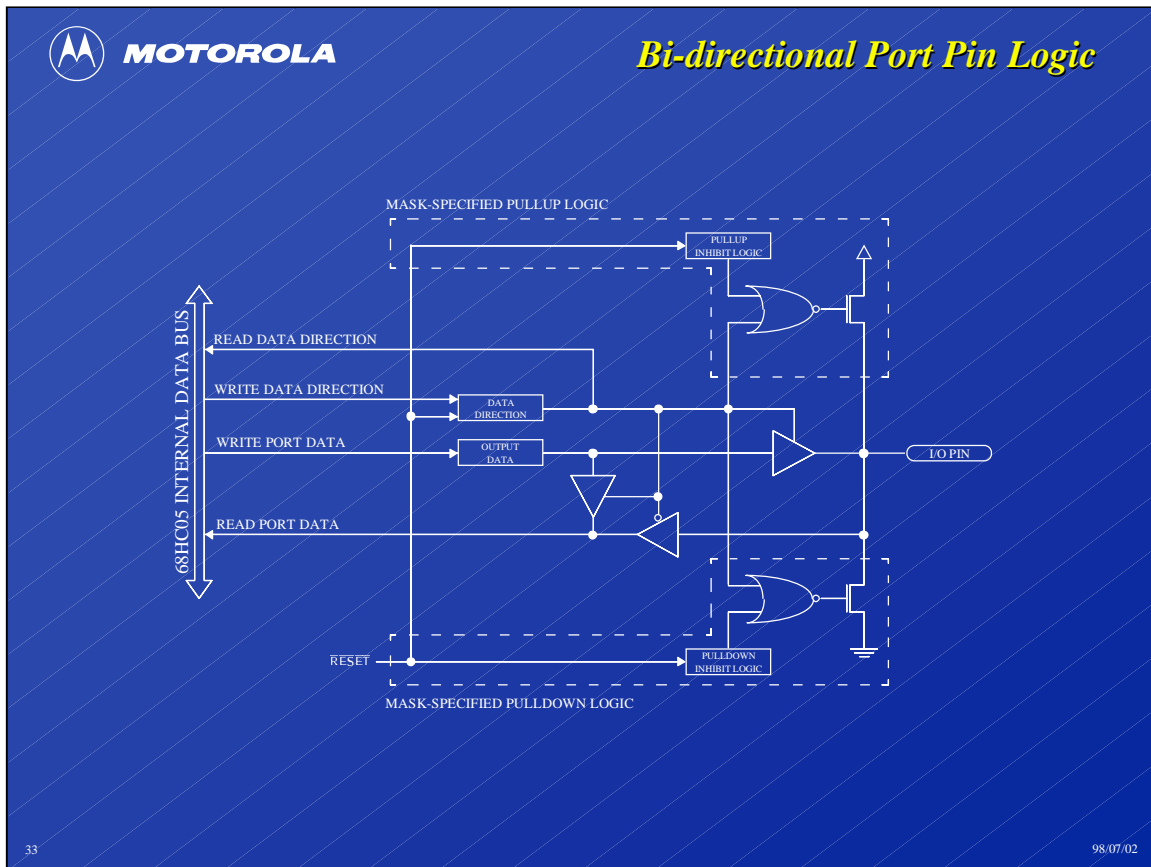 MOTOROLA
Bi-directional Port Pin Logic
MASK-SPECIFIED PULLUP LOGIC
PULLUP
INHIBIT LOGIC
68HC05 INTERNAL DATA BUS
READ DATA DIRECTION
WRITE DATA DIRECTION
DATA
DIRECTION
WRITE PORT DATA
OUTPUT
DATA
I/O PIN
READ PORT DATA
RESET
PULLDOWN
INHIBIT LOGIC
MASK-SPECIFIED PULLDOWN LOGIC
33
98/07/02